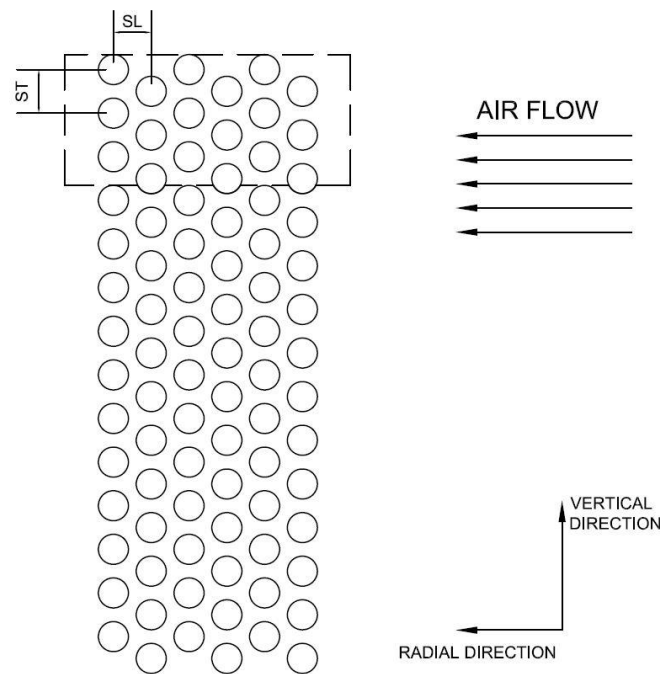 SL
ST
AIR FLOW
VERTICAL
DIRECTION
RADIAL DIRECTION